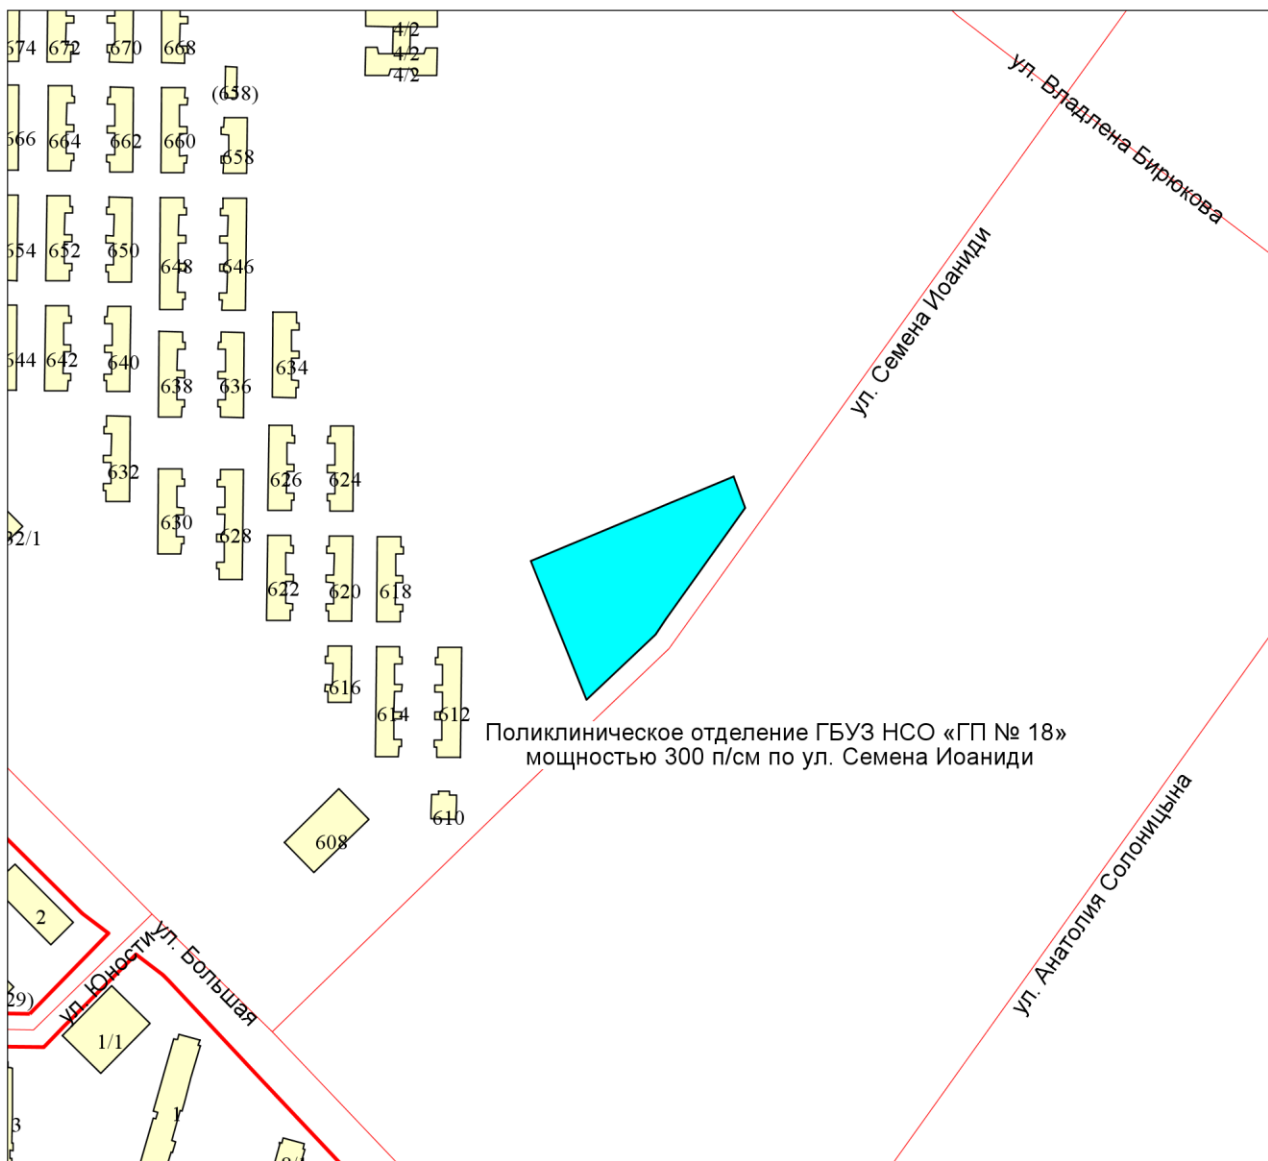 674 672 670 668 4/2
4/2
4/2
(658)
666 664 662 660 658
654 652 650 648 646
644 642 640 638 636 634
632 626 624
630 628
32/1
622 620 618
616 614 612
610
608
ул. Владлена Бирюкова
ул. Семена Иоаниди
Поликлиническое отделение ГБУЗ НСО «ГП № 18»
мощностью 300 п/см по ул. Семена Иоаниди
ул. Анатолия Солоницына
ул. Большая
ул. Юности
2
29)
1/1
1
3